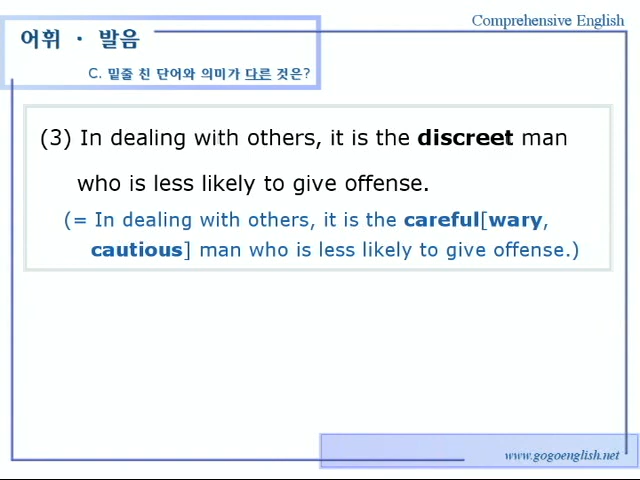 Comprehensive English
어휘 · 발음
C. 밑줄 친 단어와 의미가 다른 것은?
(3) In dealing with others, it is the discreet man
who is less likely to give offense.
(= In dealing with others, it is the careful[wary,
cautious] man who is less likely to give offense.)
www.gogoenglish.net